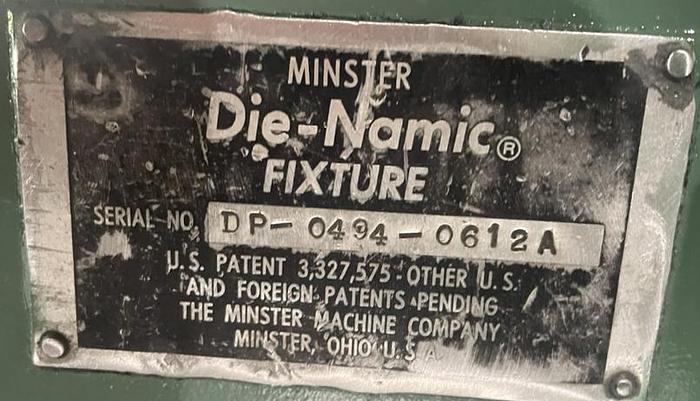 MINSTER
Die-Namic®
FIXTURE
SERIAL NO. DP-0494-0612A
U.S. PATENT 3,327,575-OTHER U.S.
AND FOREIGN PATENTS PENDING
THE MINSTER MACHINE COMPANY
MINSTER, OHIO U.S.A